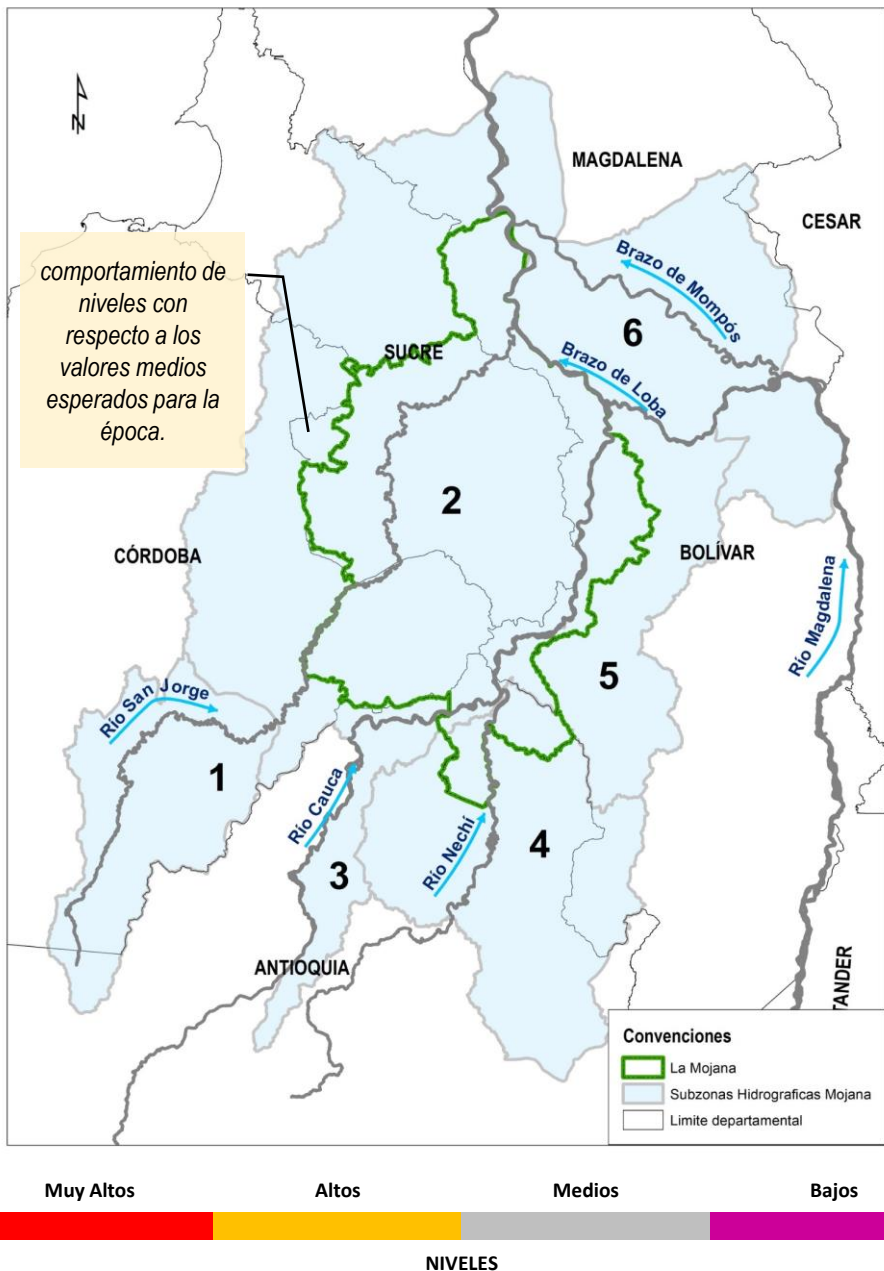 MAGDALENA
CESAR
comportamiento de
niveles con
respecto a los
valores medios
esperados para la
época.
Brazo de Mompós
6
SUCRE
Brazo de Loba
2
CÓRDOBA
BOLÍVAR
Río Magdalena
Río San Jorge
5
1
Río Cauca
3
Río Nechi
4
ANTIOQUIA
TANDER
Convenciones
La Mojana
Subzonas Hidrograficas Mojana
Limite departamental
Muy Altos Altos Medios Bajos
NIVELES